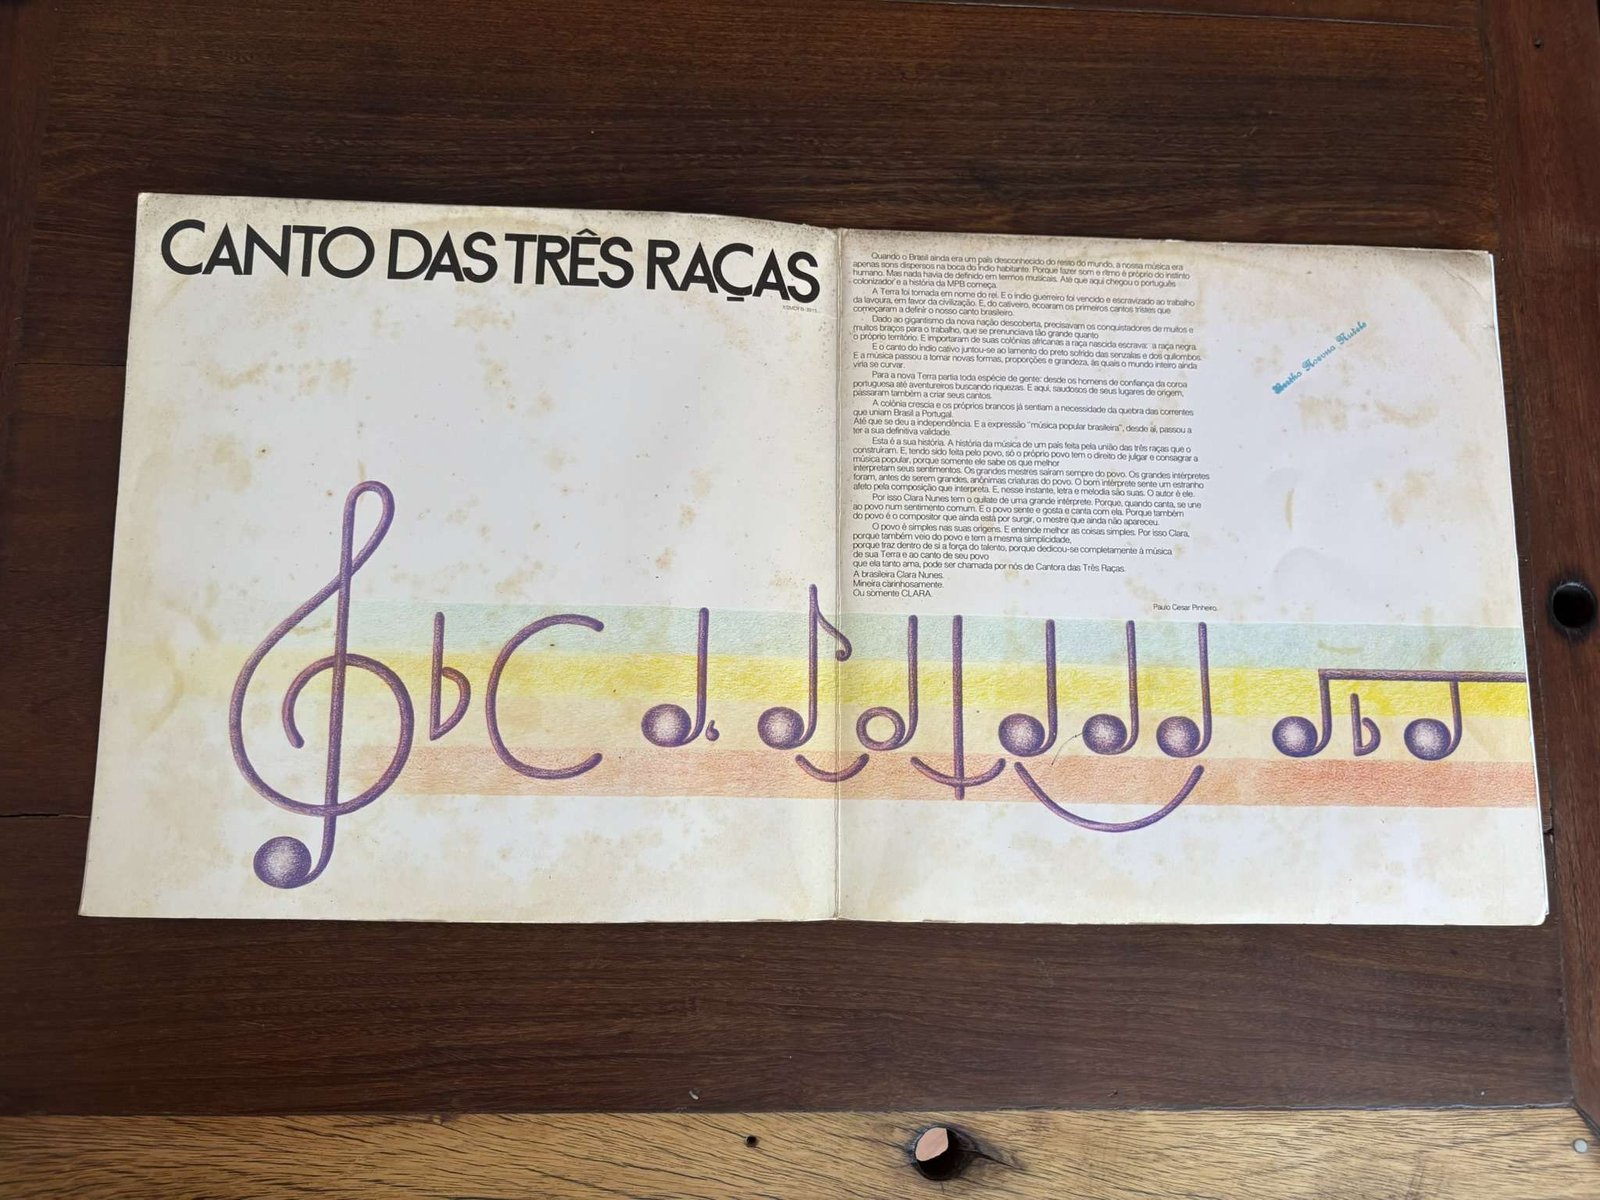 CANTO DAS TRÊS RAÇAS
Quando o Brasil ainda era um país desconhecido do resto do mundo, a nossa música era
apenas sons dispersos na boca do índio habitante. Porque fazer som e ritmo é próprio do instinto
humano. Mas nada havia de definido em termos musicais. Até que aqui chegou o português
colonizador e a história da MPB começa.
A Terra foi tomada em nome do rei. E o índio guerreiro foi vencido e escravizado ao trabalho
da lavoura, em favor da civilização. E, do cativeiro, ecoaram os primeiros cantos tristes que
começaram a definir o nosso canto brasileiro.
Dado ao gigantismo da nova nação descoberta, precisavam os conquistadores de muitos e
muitos braços para o trabalho, que se prenunciava tão grande quanto
o próprio território. E importaram de suas colônias africanas a raça nascida escrava: a raça negra.
E o canto do índio cativo juntou-se ao lamento do preto sofrido das senzalas e dos quilombos.
E a música passou a tomar novas formas, proporções e grandeza, às quais o mundo inteiro ainda
viria se curvar.
Para a nova Terra partia toda espécie de gente: desde os homens de confiança da coroa
portuguesa até aventureiros buscando riquezas. E aqui, saudosos de seus lugares de origem,
passaram também a criar seus cantos.
A colônia crescia e os próprios brancos já sentiam a necessidade da quebra das correntes
que uniam Brasil a Portugal.
Até que se deu a independência. E a expressão "música popular brasileira", desde aí, passou a
ter a sua definitiva validade.
Esta é a sua história. A história da música de um país feita pela união das três raças que o
construíram. E, tendo sido feita pelo povo, só o próprio povo tem o direito de julgar e consagrar a
música popular, porque somente ele sabe os que melhor
interpretam seus sentimentos. Os grandes mestres saíram sempre do povo. Os grandes intérpretes
foram, antes de serem grandes, anônimas criaturas do povo. O bom intérprete sente um estranho
afeto pela composição que interpreta. E, nesse instante, letra e melodia são suas. O autor é ele.
Por isso Clara Nunes tem o quilate de uma grande intérprete. Porque, quando canta, se une
ao povo num sentimento comum. E o povo sente e gosta e canta com ela. Porque também
do povo é o compositor que ainda está por surgir, o mestre que ainda não apareceu.
O povo é simples nas suas origens. E entende melhor as coisas simples. Por isso Clara,
porque também veio do povo e tem a mesma simplicidade,
porque traz dentro de si a força do talento, porque dedicou-se completamente à música
de sua Terra e ao canto de seu povo
que ela tanto ama, pode ser chamada por nós de Cantora das Três Raças.
A brasileira Clara Nunes.
Mineira carinhosamente.
Ou somente CLARA.
Paulo Cesar Pinheiro.